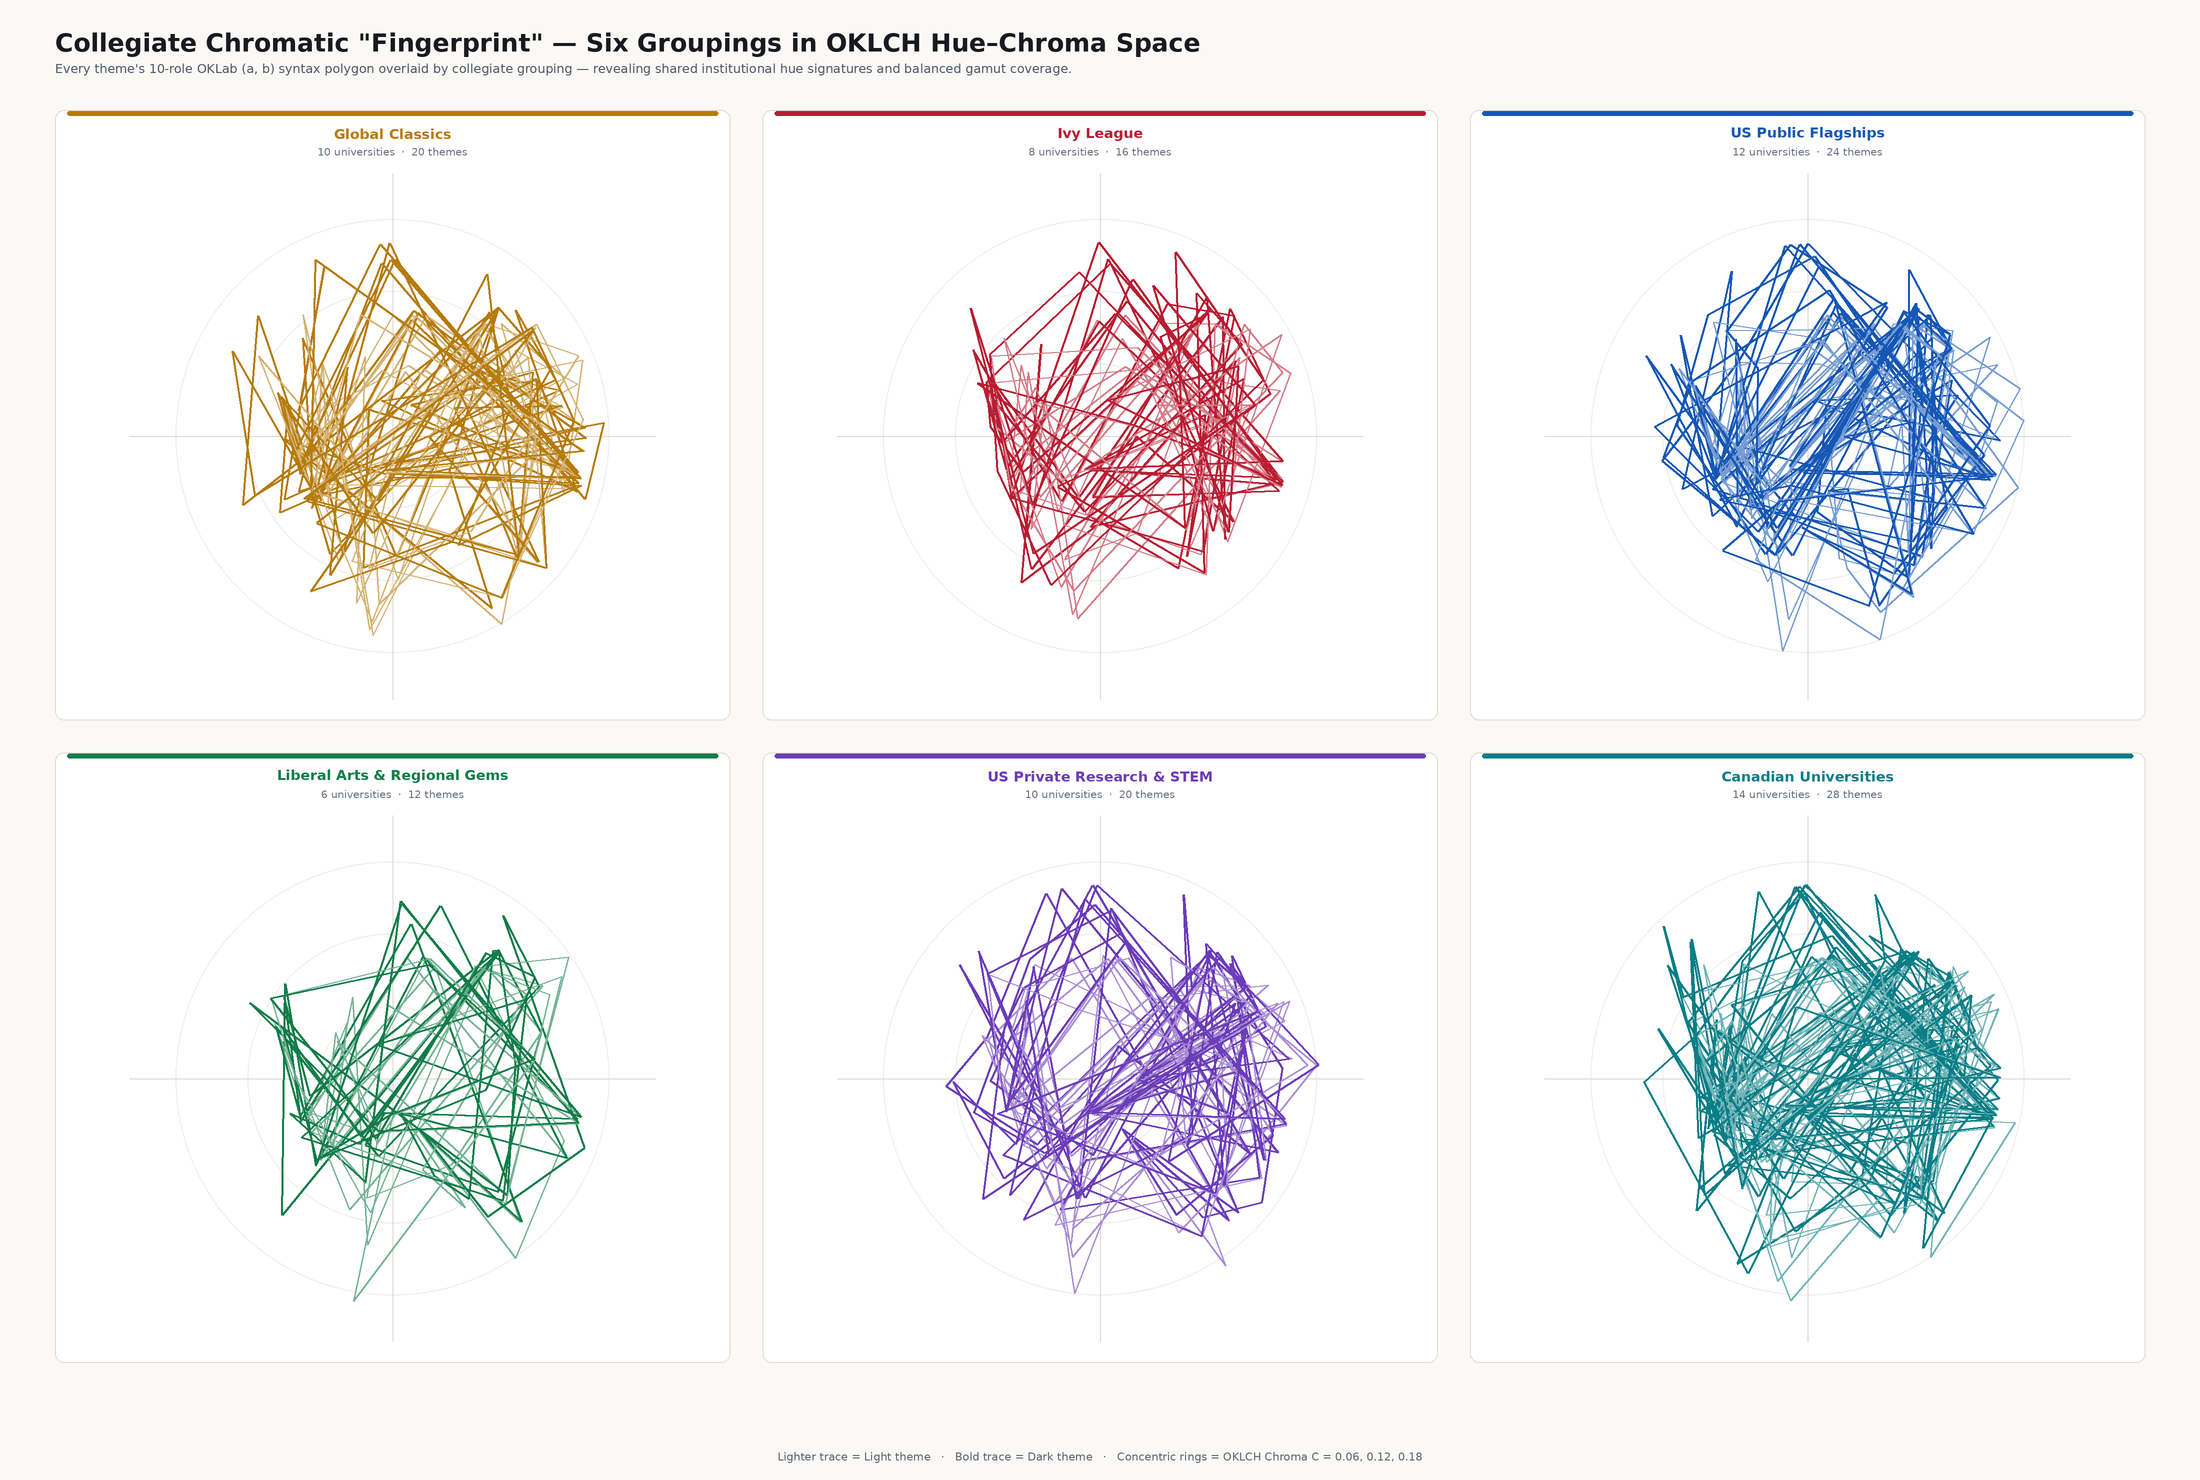 Collegiate Chromatic "Fingerprint" — Six Groupings in OKLCH Hue–Chroma Space
Every theme's 10-role OKLab (a, b) syntax polygon overlaid by collegiate grouping — revealing shared institutional hue signatures and balanced gamut coverage.
Global Classics
10 universities · 20 themes
Ivy League
8 universities · 16 themes
US Public Flagships
12 universities · 24 themes
Liberal Arts & Regional Gems
6 universities · 12 themes
US Private Research & STEM
10 universities · 20 themes
Canadian Universities
14 universities · 28 themes
Lighter trace = Light theme · Bold trace = Dark theme · Concentric rings = OKLCH Chroma C = 0.06, 0.12, 0.18